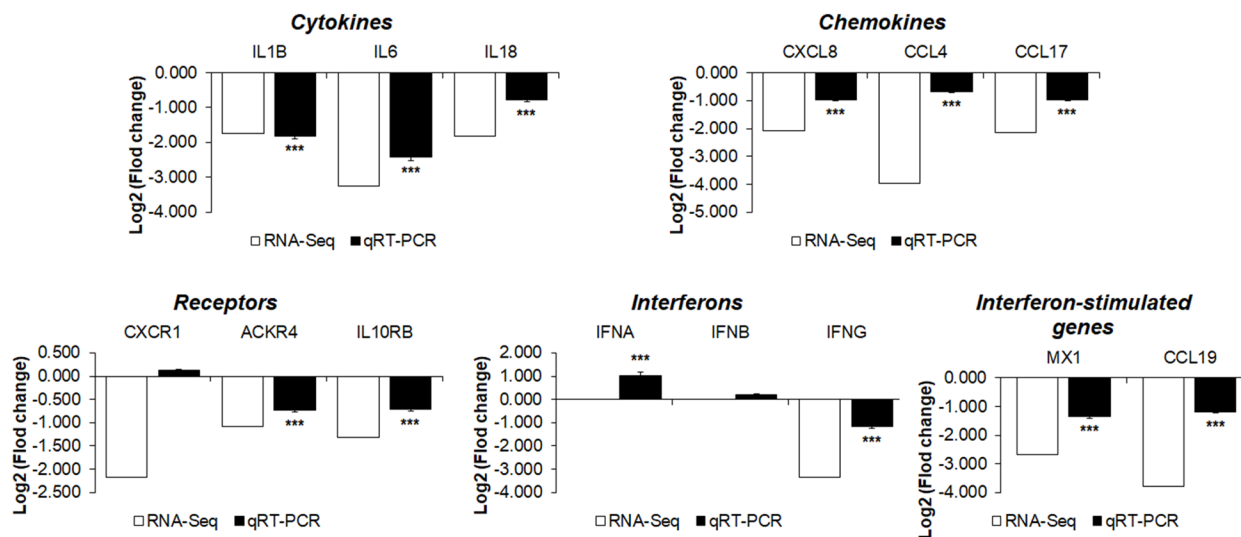 Cytokines
IL1B IL6 IL18
0.000
-1.000
-2.000
-3.000
-4.000
Log2 (Flod change)
*** *** ***
RNA-Seq qRT-PCR
Chemokines
CXCL8 CCL4 CCL17
0.000
-1.000
-2.000
-3.000
-4.000
-5.000
Log2 (Flod change)
*** *** ***
RNA-Seq qRT-PCR
Receptors
CXCR1 ACKR4 IL10RB
0.500
0.000
-0.500
-1.000
-1.500
-2.000
-2.500
Log2 (Flod change)
*** ***
RNA-Seq qRT-PCR
Interferons
IFNA IFNB IFNG
2.000
1.000
0.000
-1.000
-2.000
-3.000
-4.000
Log2 (Flod change)
*** ***
RNA-Seq qRT-PCR
Interferon-stimulated
genes
MX1 CCL19
0.000
-1.000
-2.000
-3.000
-4.000
Log2 (Flod change)
*** ***
RNA-Seq qRT-PCR